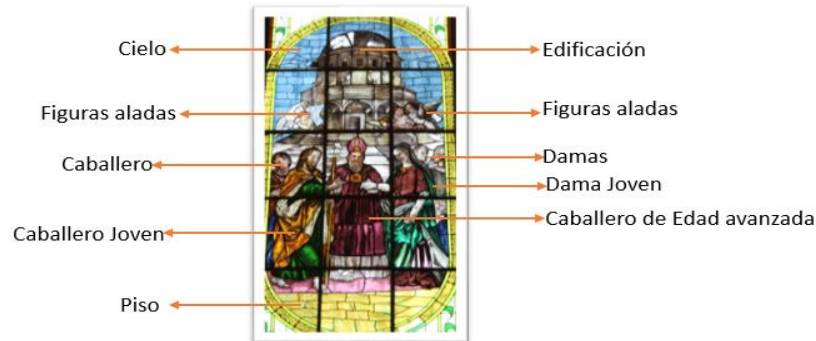 Cielo
Edificación
Figuras aladas
Figuras aladas
Caballero
Damas
Dama Joven
Caballero Joven
Caballero de Edad avanzada
Piso